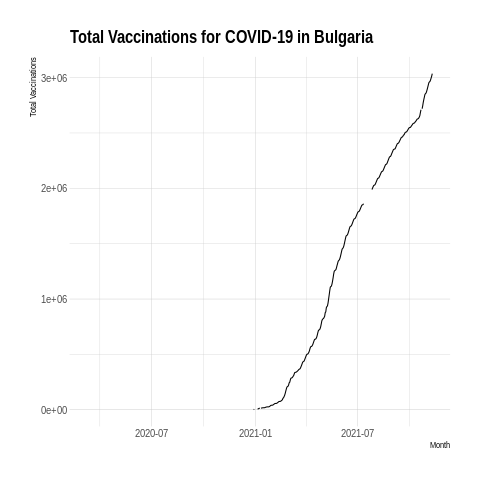 Total Vaccinations for COVID-19 in Bulgaria
Total Vaccinations
3e+06
2e+06
1e+06
0e+00
2020-07
2021-01
2021-07
Month